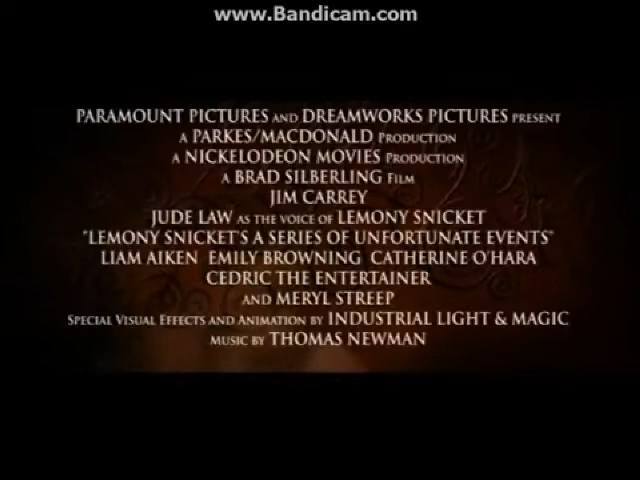 www.Bandicam.com
PARAMOUNT PICTURES AND DREAMWORKS PICTURES PRESENT
A PARKES/MACDONALD PRODUCTION
A NICKELODEON MOVIES PRODUCTION
A BRAD SILBERLING FILM
JIM CARREY
JUDE LAW AS THE VOICE OF LEMONY SNICKET
"LEMONY SNICKET'S A SERIES OF UNFORTUNATE EVENTS"
LIAM AIKEN EMILY BROWNING CATHERINE O'HARA
CEDRIC THE ENTERTAINER
AND MERYL STREEP
SPECIAL VISUAL EFFECTS AND ANIMATION BY INDUSTRIAL LIGHT & MAGIC
MUSIC BY THOMAS NEWMAN